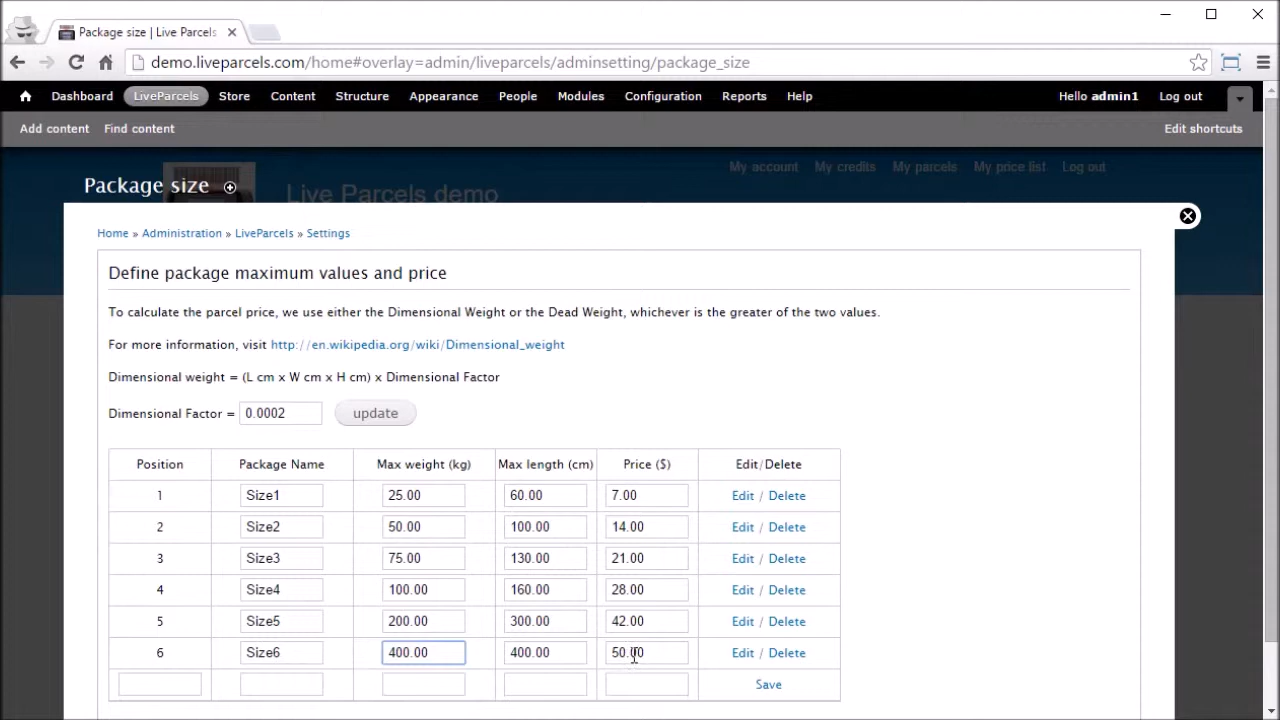 Package size | Live Parcels
demo.liveparcels.com/home#overlay=admin/liveparcels/adminsetting/package_size
Dashboard LiveParcels Store Content Structure Appearance People Modules Configuration Reports Help Hello admin1 Log out
Add content Find content Edit shortcuts
My account My credits My parcels My price list Log out
Package size
Live Parcels demo
Home » Administration » LiveParcels » Settings
Define package maximum values and price
To calculate the parcel price, we use either the Dimensional Weight or the Dead Weight, whichever is the greater of the two values.
For more information, visit http://en.wikipedia.org/wiki/Dimensional_weight
Dimensional weight = (L cm x W cm x H cm) x Dimensional Factor
Dimensional Factor = 0.0002 update
Position Package Name Max weight (kg) Max length (cm) Price ($) Edit/Delete
1 Size1 25.00 60.00 7.00 Edit / Delete
2 Size2 50.00 100.00 14.00 Edit / Delete
3 Size3 75.00 130.00 21.00 Edit / Delete
4 Size4 100.00 160.00 28.00 Edit / Delete
5 Size5 200.00 300.00 42.00 Edit / Delete
6 Size6 400.00 400.00 50.00 Edit / Delete
Save